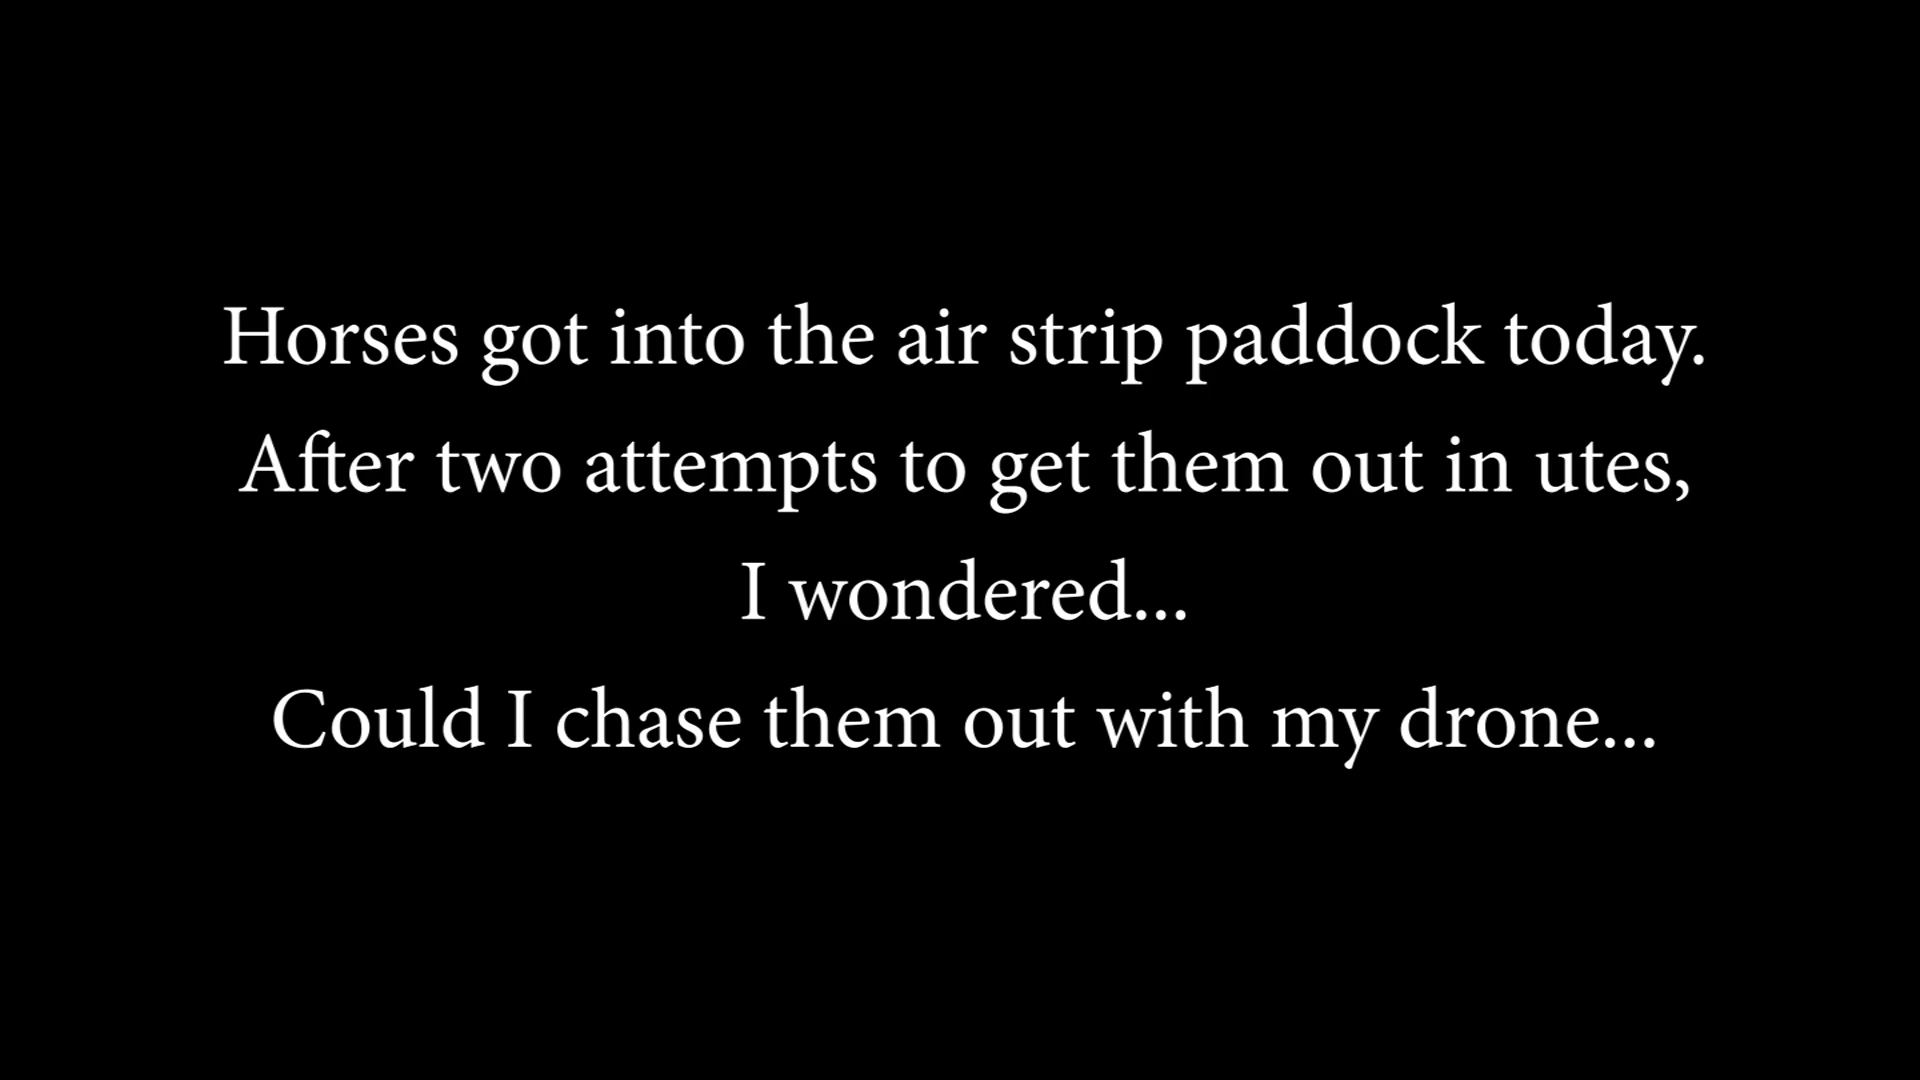 Horses got into the air strip paddock today.
After two attempts to get them out in utes,
I wondered...
Could I chase them out with my drone...